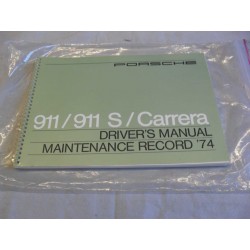 PORSCHE
911/911 S/Carrera
DRIVER'S MANUAL
MAINTENANCE RECORD '74